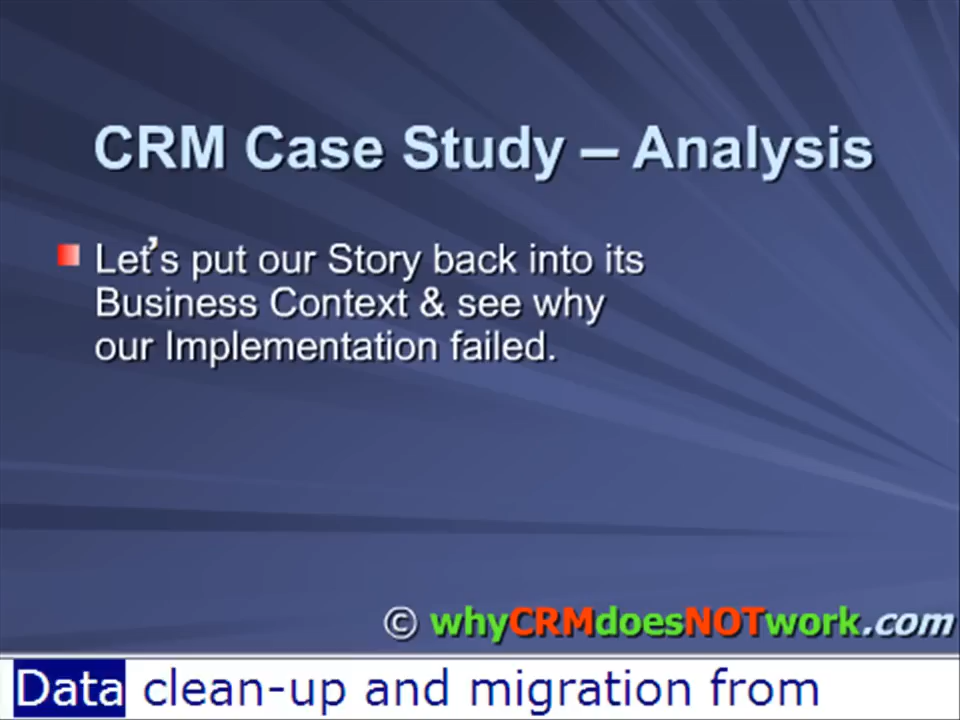 CRM Case Study – Analysis
Let's put our Story back into its
Business Context & see why
our Implementation failed.
© whyCRMdoesNOTwork.com
Data clean-up and migration from